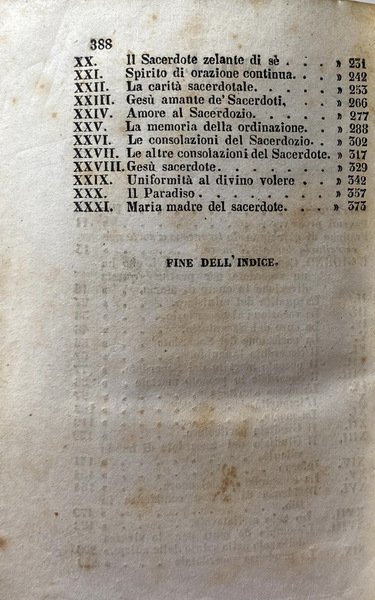 388
XX. Il Sacerdote zelante di sè . . . » 231
XXI. Spirito di orazione continua. . . » 242
XXII. La carità sacerdotale. . . . » 253
XXIII. Gesù amante de' Sacerdoti, . . » 266
XXIV. Amore al Sacerdozio. . . . » 277
XXV. La memoria della ordinazione. . » 288
XXVI. Le consolazioni del Sacerdozio. . » 302
XXVII. Le altre consolazioni del Sacerdote. » 317
XXVIII. Gesù sacerdote. . . . . » 329
XXIX. Uniformità al divino volere . . » 342
XXX. Il Paradiso . . . . . » 357
XXXI. Maria madre del sacerdote. . . » 373
FINE DELL'INDICE.